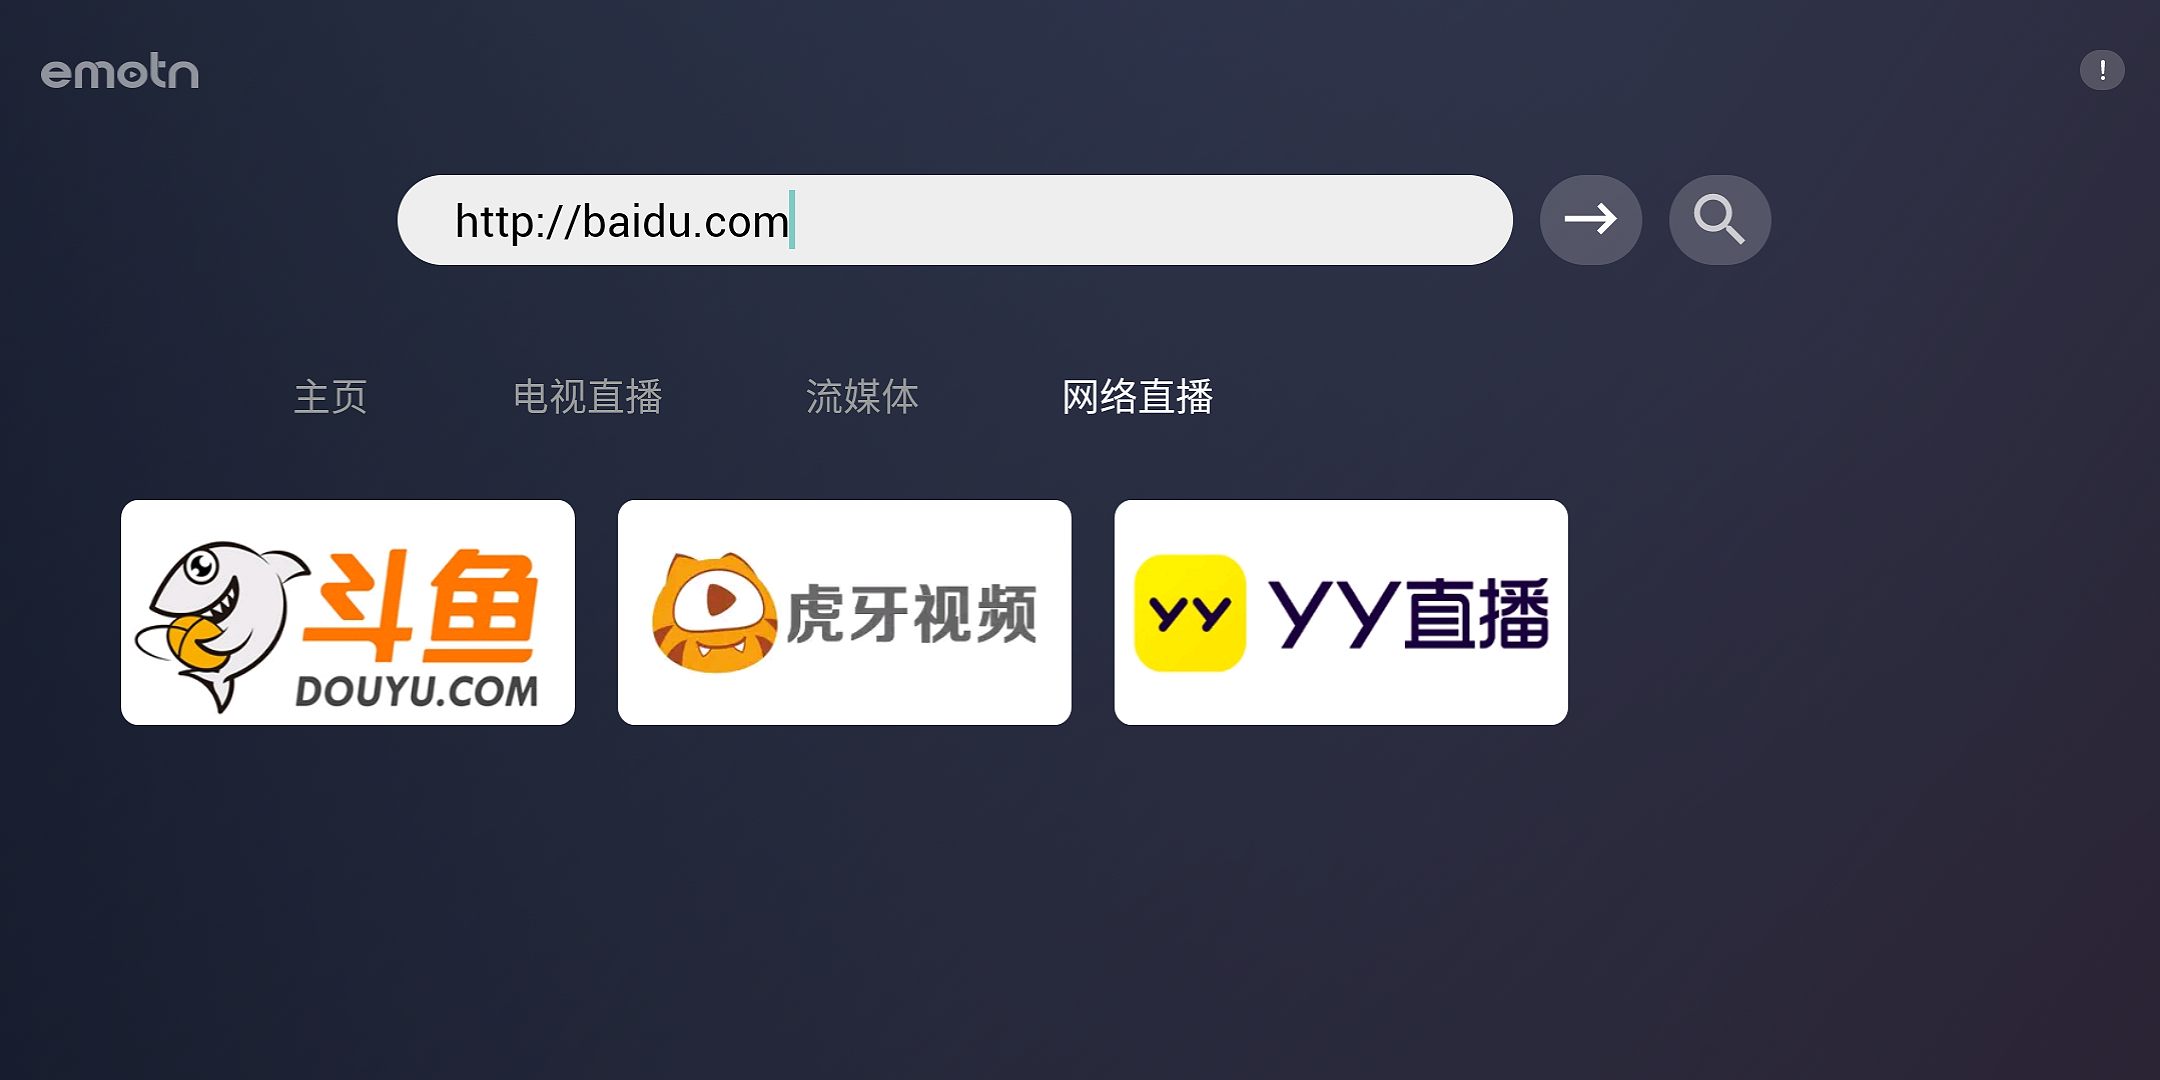 emotn
!
http://baidu.com
主页 电视直播 流媒体 网络直播
斗鱼
DOUYU.COM
虎牙视频
yy YY直播